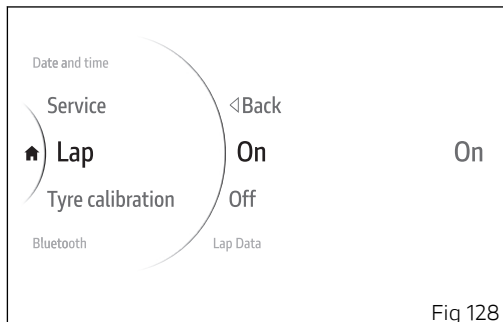 Date and time
Service
◁Back
Lap
On
On
Tyre calibration
Off
Bluetooth
Lap Data
Fig 128